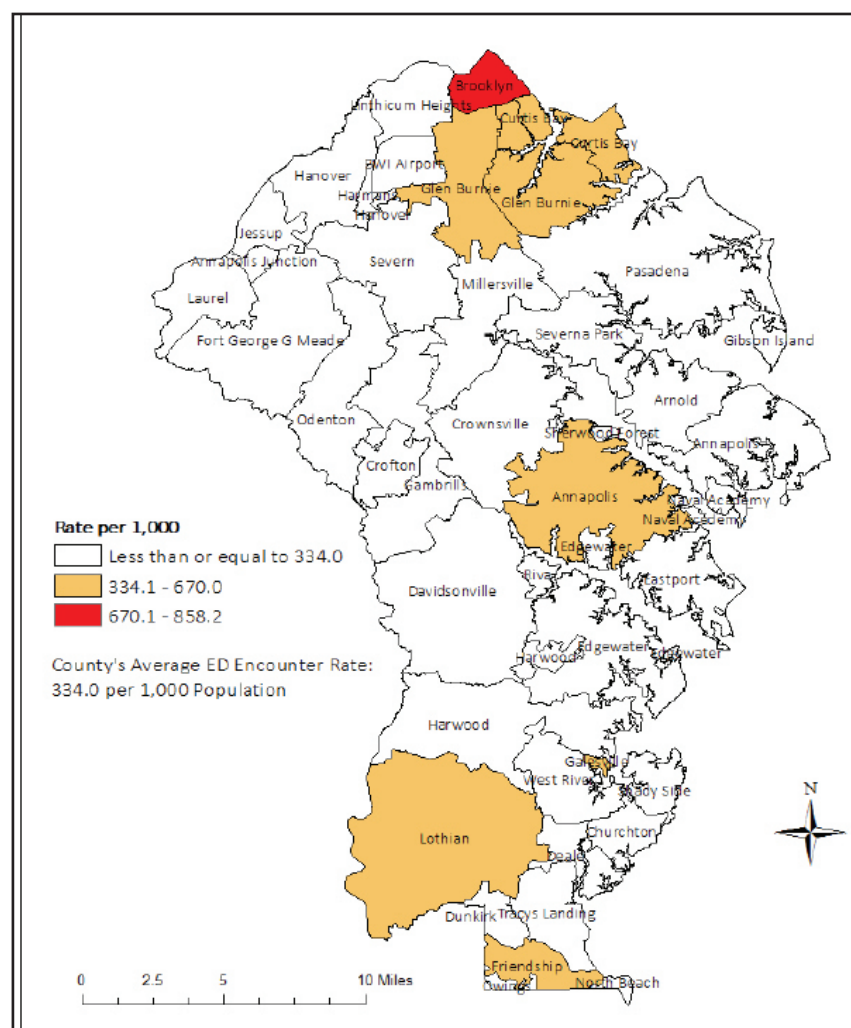 Brooklyn
Linthicum Heights
Curtis Bay
Curtis Bay
BWI Airport
Hanover
Glen Burnie
Harmans
Glen Burnie
Hanover
Jessup
Annapolis Junction
Severn
Pasadena
Millersville
Laurel
Severna Park
Fort George G Meade
Gibson Island
Arnold
Odenton
Crownsville
Sherwood Forest
Annapolis
Crofton
Gambrills
Annapolis
Naval Academy
Naval Academy
Rate per 1,000
Edgewater
Less than or equal to 334.0
Riva
Eastport
334.1 - 670.0
Davidsonville
670.1 - 858.2
Edgewater
Harwood
Edgewater
County's Average ED Encounter Rate:
334.0 per 1,000 Population
Harwood
Galesville
West River
Shady Side
N
Churchton
Lothian
Deale
Dunkirk
Tracys Landing
Friendship
0 2.5 5 10 Miles
Owings
North Beach